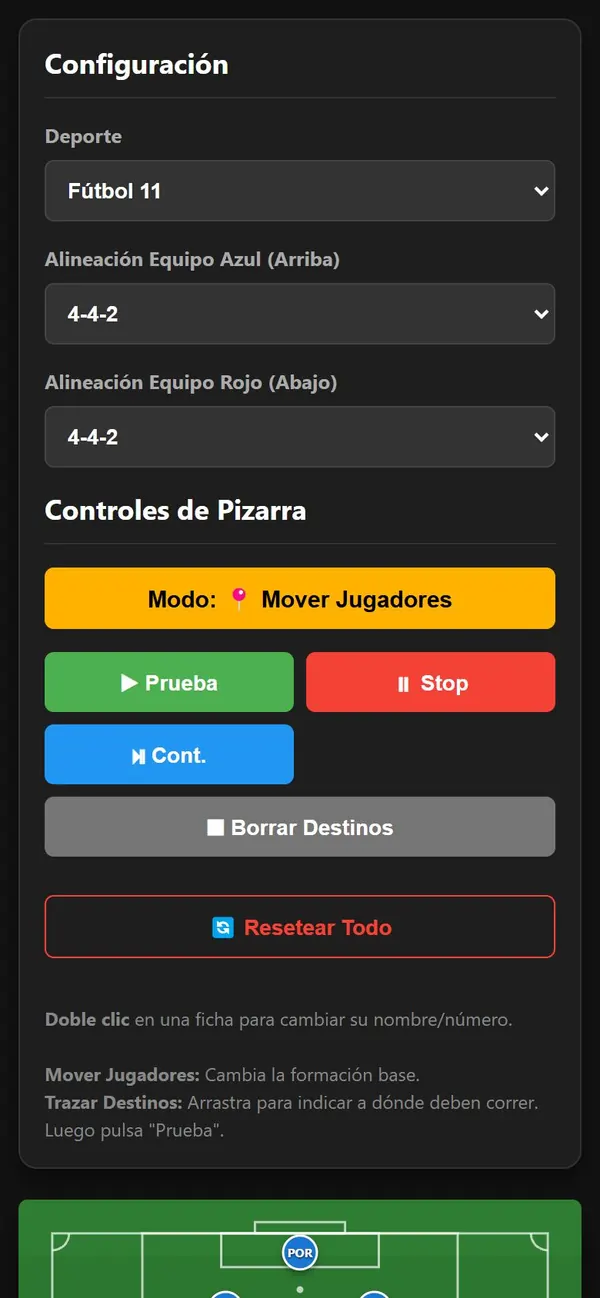 Configuración
Deporte
Fútbol 11
Alineación Equipo Azul (Arriba)
4-4-2
Alineación Equipo Rojo (Abajo)
4-4-2
Controles de Pizarra
Modo: 📍 Mover Jugadores
▶ Prueba
⏸ Stop
⏯ Cont.
⏹ Borrar Destinos
🔄 Resetear Todo
Doble clic en una ficha para cambiar su nombre/número.
Mover Jugadores: Cambia la formación base.
Trazar Destinos: Arrastra para indicar a dónde deben correr.
Luego pulsa "Prueba".
POR